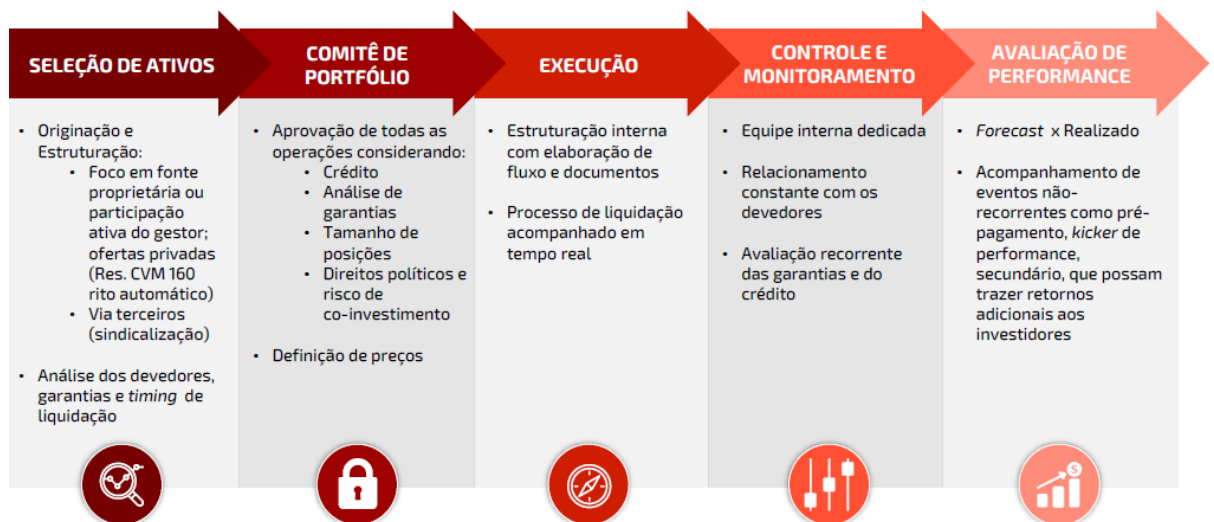 SELEÇÃO DE ATIVOS
• Originação e
Estruturação:
• Foco em fonte
proprietária ou
participação
ativa do gestor;
ofertas privadas
(Res. CVM 160
rito automático)
• Via terceiros
(sindicalização)
• Análise dos devedores,
garantias e timing de
liquidação
COMITÊ DE
PORTFÓLIO
• Aprovação de todas as
operações considerando:
• Crédito
• Análise de
garantias
• Tamanho de
posições
• Direitos políticos e
risco de
co-investimento
• Definição de preços
EXECUÇÃO
• Estruturação interna
com elaboração de
fluxo e documentos
• Processo de liquidação
acompanhado em
tempo real
CONTROLE E
MONITORAMENTO
• Equipe interna dedicada
• Relacionamento
constante com os
devedores
• Avaliação recorrente
das garantias e do
crédito
AVALIAÇÃO DE
PERFORMANCE
• Forecast x Realizado
• Acompanhamento de
eventos não-
recorrentes como pré-
pagamento, kicker de
performance,
secundário, que possam
trazer retornos
adicionais aos
investidores
$